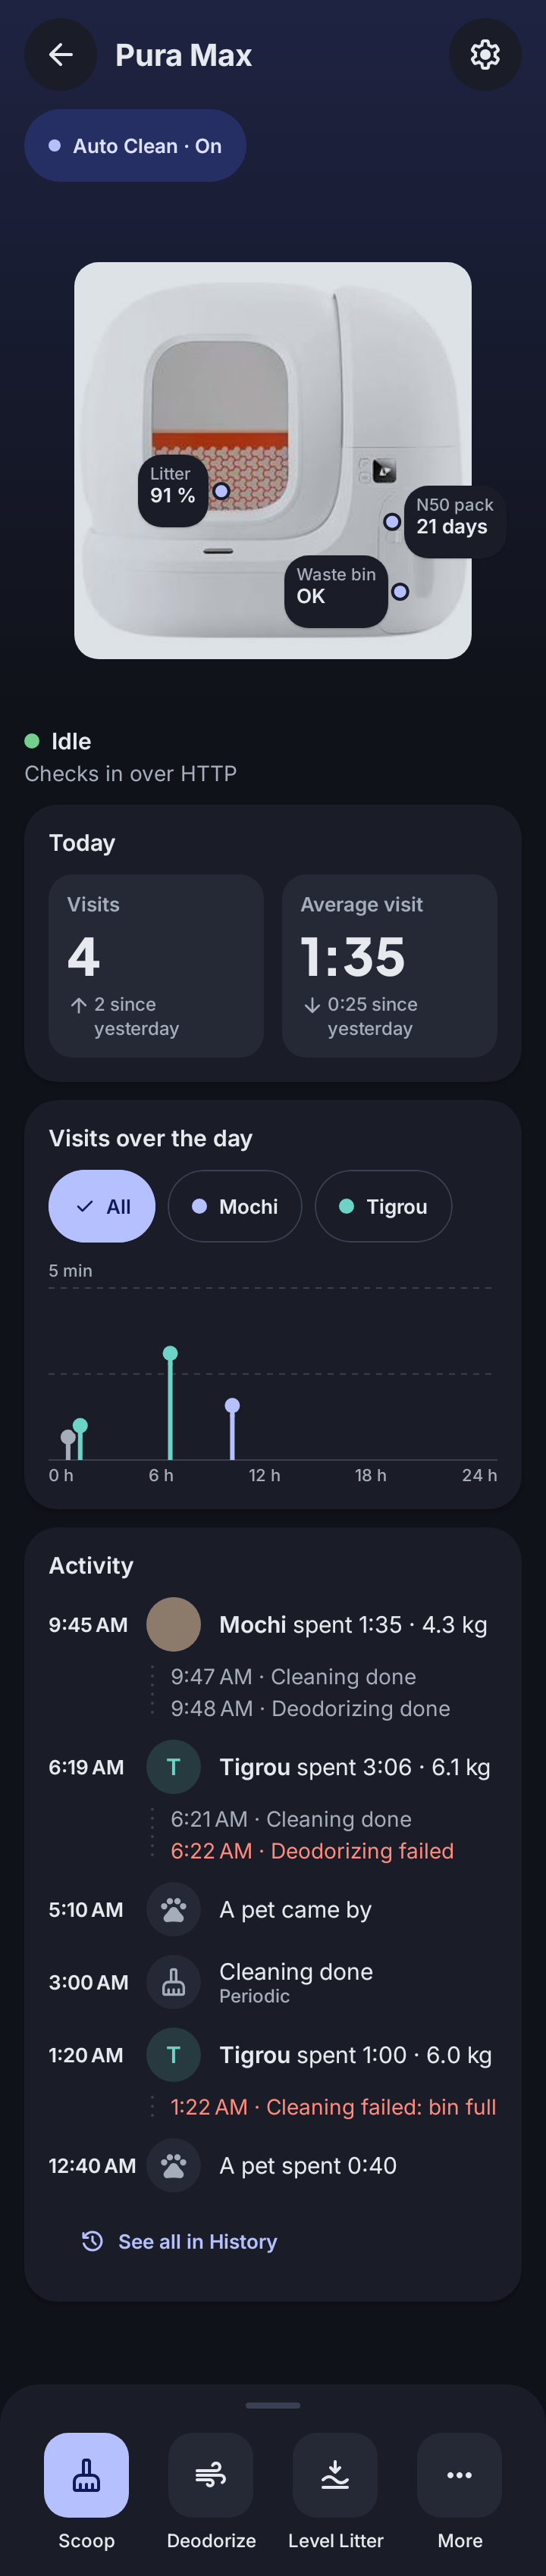 Pura Max
Auto Clean · On
Litter
91 %
N50 pack
21 days
Waste bin
OK
Idle
Checks in over HTTP
Today
Visits
4
↑ 2 since
yesterday
Average visit
1:35
↓ 0:25 since
yesterday
Visits over the day
All
Mochi
Tigrou
5 min
0 h 6 h 12 h 18 h 24 h
Activity
9:45 AM Mochi spent 1:35 · 4.3 kg
9:47 AM · Cleaning done
9:48 AM · Deodorizing done
6:19 AM T Tigrou spent 3:06 · 6.1 kg
6:21 AM · Cleaning done
6:22 AM · Deodorizing failed
5:10 AM A pet came by
3:00 AM Cleaning done
Periodic
1:20 AM T Tigrou spent 1:00 · 6.0 kg
1:22 AM · Cleaning failed: bin full
12:40 AM A pet spent 0:40
See all in History
Scoop
Deodorize
Level Litter
More